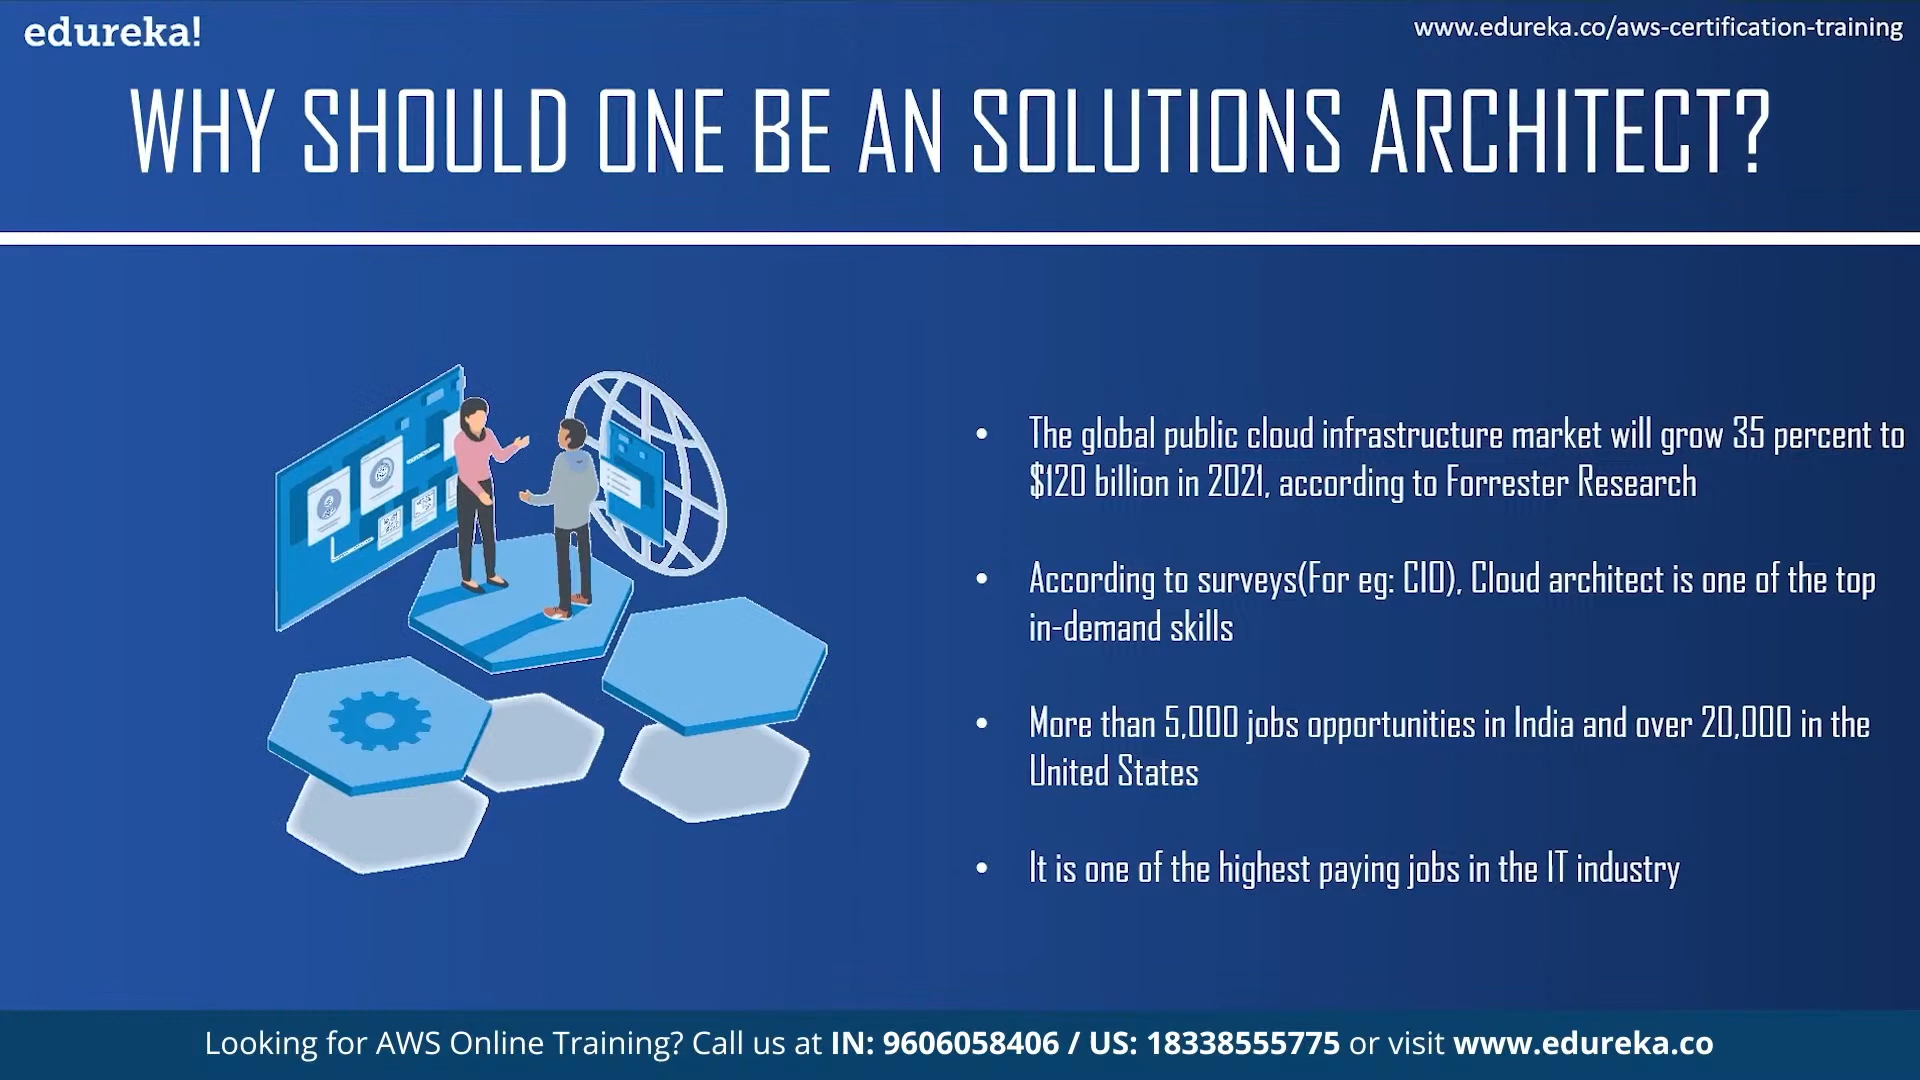 edureka!
www.edureka.co/aws-certification-training
WHY SHOULD ONE BE AN SOLUTIONS ARCHITECT?
• The global public cloud infrastructure market will grow 35 percent to
$120 billion in 2021, according to Forrester Research
• According to surveys(For eg: CIO), Cloud architect is one of the top
in-demand skills
• More than 5,000 jobs opportunities in India and over 20,000 in the
United States
• It is one of the highest paying jobs in the IT industry
Looking for AWS Online Training? Call us at IN: 9606058406 / US: 18338555775 or visit www.edureka.co